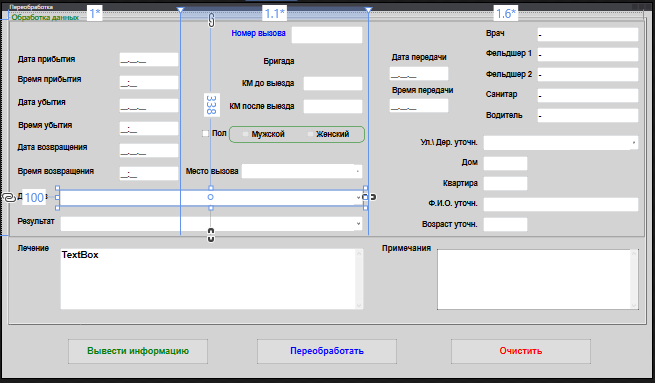 Переобработка
Обработка данных
1*
1.1*
1.6*
Номер вызова
Врач
-
Дата прибытия
__.__.__
Бригада
Дата передачи
Фельдшер 1
-
Время прибытия
__:__
КМ до выезда
__.__.__
Фельдшер 2
-
Дата убытия
__.__.__
338
КМ после выезда
Время передачи
__.__.__
Санитар
-
Время убытия
__:__
Пол
Мужской
Женский
Водитель
-
Дата возвращения
__.__.__
Ул.\ Дер. уточн.
Время возвращения
__:__
Место вызова
Дом
Квартира
100
Ф.И.О. уточн.
Результат
Возраст уточн.
Лечение
TextBox
Примечания
Вывести информацию
Переобработать
Очистить